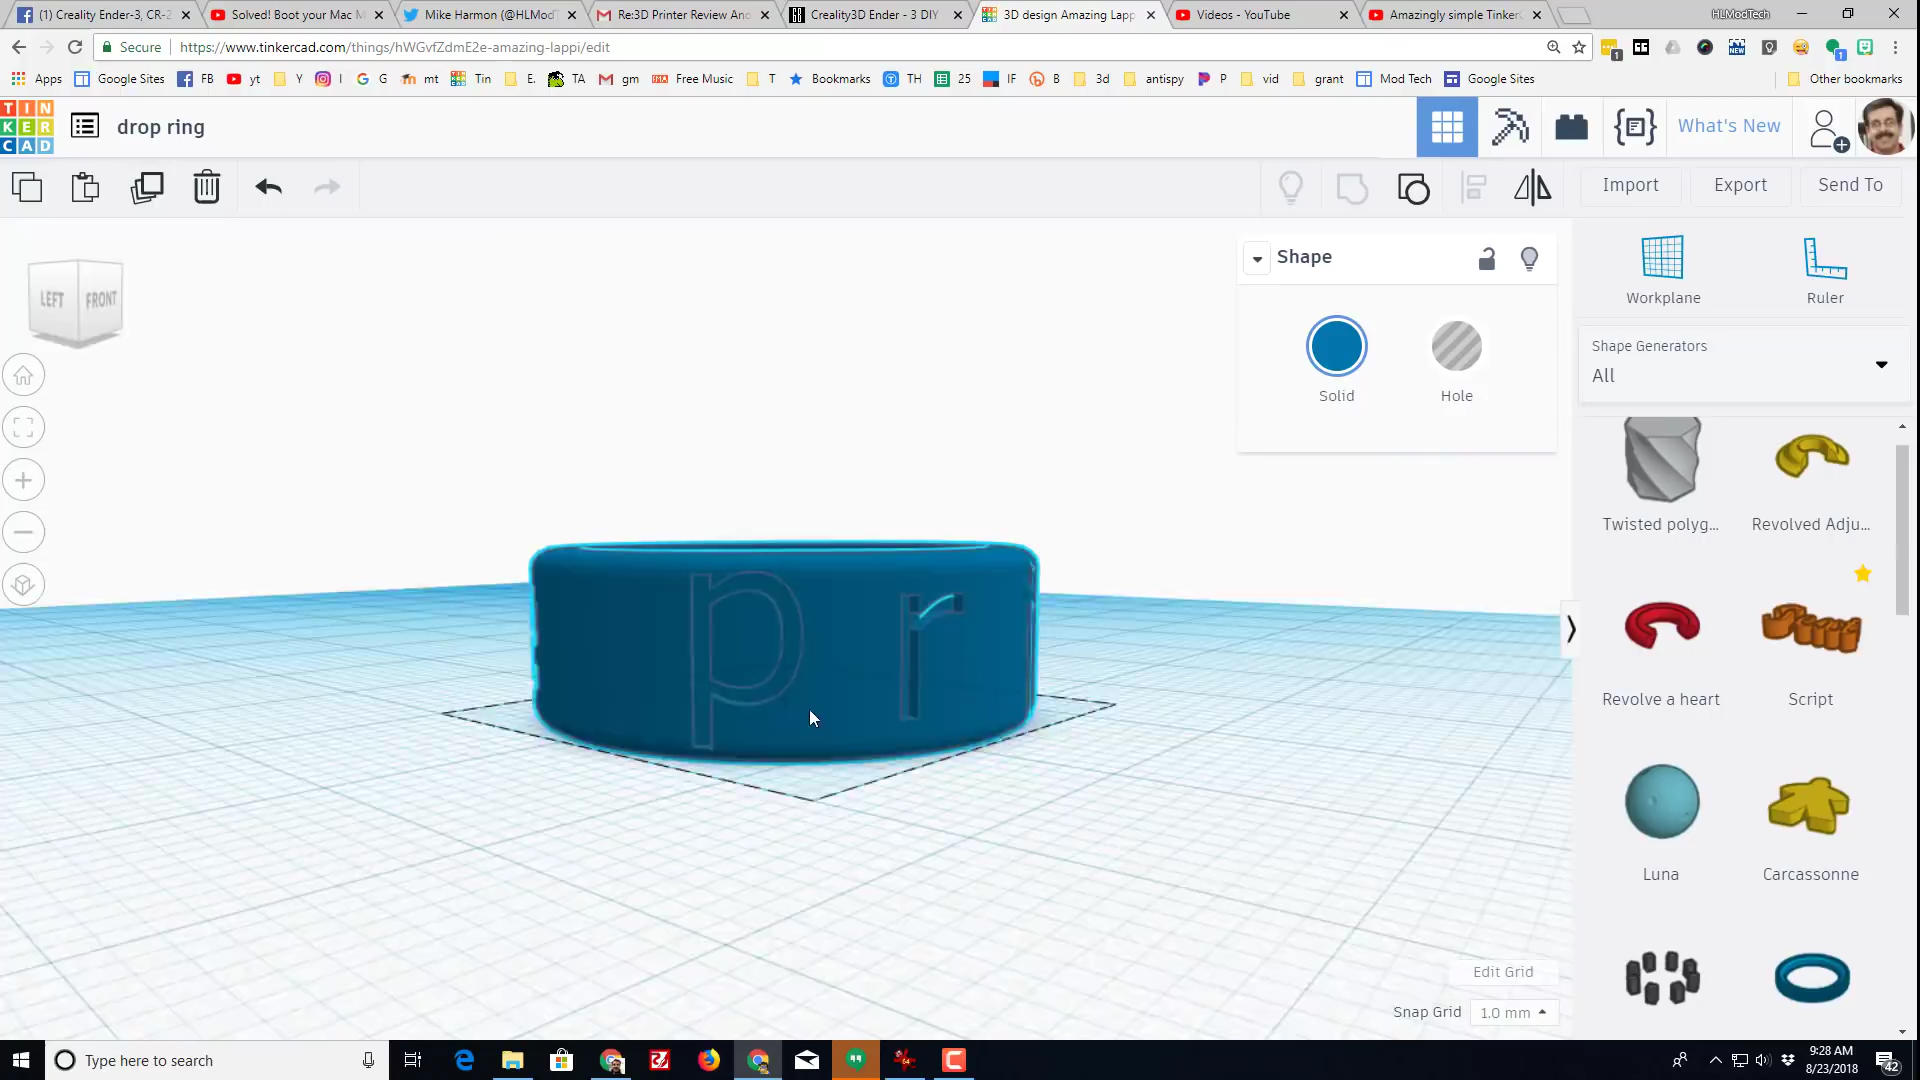 (1) Creality Ender-3, CR-2
Solved! Boot your Mac M
Mike Harmon (@HLModT
Re:3D Printer Review And
Creality3D Ender - 3 DIY
3D design Amazing Lapp
Videos - YouTube
Amazingly simple Tinker
HLModTech
Secure
https://www.tinkercad.com/things/hWGvfZdmE2e-amazing-lappi/edit
1
1
Apps
Google Sites
FB
yt
Y
I
G
mt
Tin
E.
TA
gm
Free Music
T
Bookmarks
TH
25
IF
B
3d
antispy
P
vid
grant
Mod Tech
Google Sites
Other bookmarks
TIN
KER
CAD
drop ring
What's New
Import
Export
Send To
LEFT
FRONT
Shape
Solid
Hole
Workplane
Ruler
Shape Generators
All
Twisted polyg...
Revolved Adju...
Revolve a heart
Script
Luna
Carcassonne
p r
Edit Grid
Snap Grid
1.0 mm
Type here to search
9:28 AM
8/23/2018
42